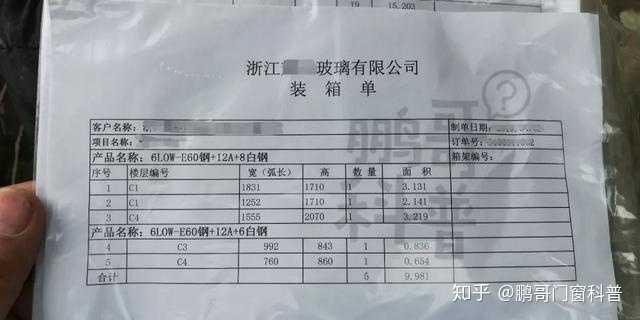 19 15.203
浙江 玻璃有限公司
装 箱 单
客户名称: 制单日期:
项目名称: 订单号:
产品名称: 6LOW-E60钢+12A+8白钢 箱架编号:
序号 楼层编号 宽(弧长) 高 数量 面 积
1 C1 1831 1710 1 3.131
2 C1 1252 1710 1 2.141
3 C4 1555 2070 1 3.219
产品名称: 6LOW-E60钢+12A+6白钢
4 C3 992 843 1 0.836
5 C4 760 860 1 0.654
合计 5 9.981
鹏哥科普
知乎 @鹏哥门窗科普